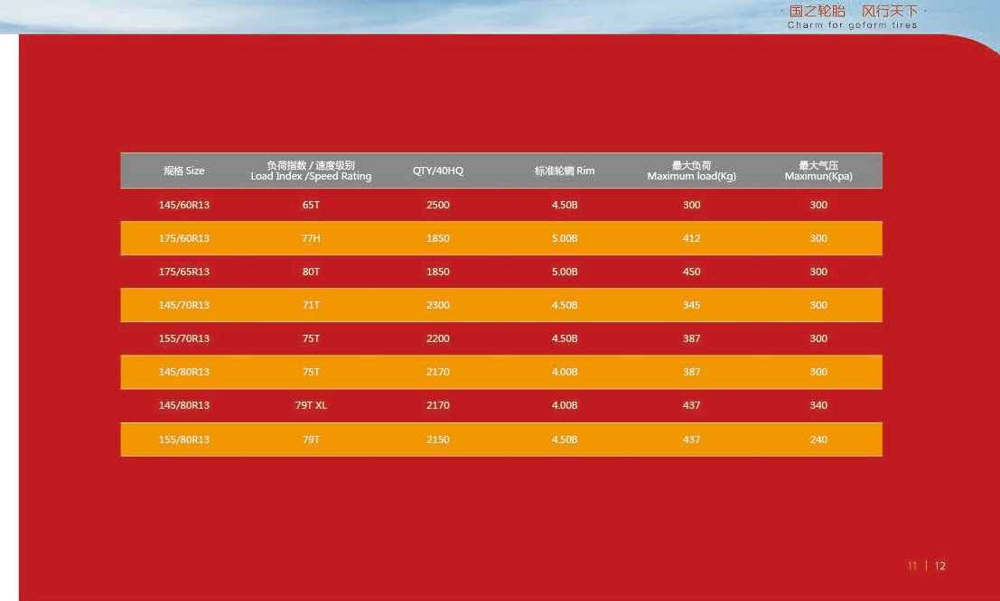 · 国之轮胎 风行天下 ·
Charm for goform tires
规格 Size 负荷指数 / 速度级别 Load Index /Speed Rating QTY/40HQ 标准轮辋 Rim 最大负荷 Maximum load(Kg) 最大气压 Maximun(Kpa)
145/60R13 65T 2500 4.50B 300 300
175/60R13 77H 1850 5.00B 412 300
175/65R13 80T 1850 5.00B 450 300
145/70R13 71T 2300 4.50B 345 300
155/70R13 75T 2200 4.50B 387 300
145/80R13 75T 2170 4.00B 387 300
145/80R13 79T XL 2170 4.00B 437 340
155/80R13 79T 2150 4.50B 437 240
11 | 12